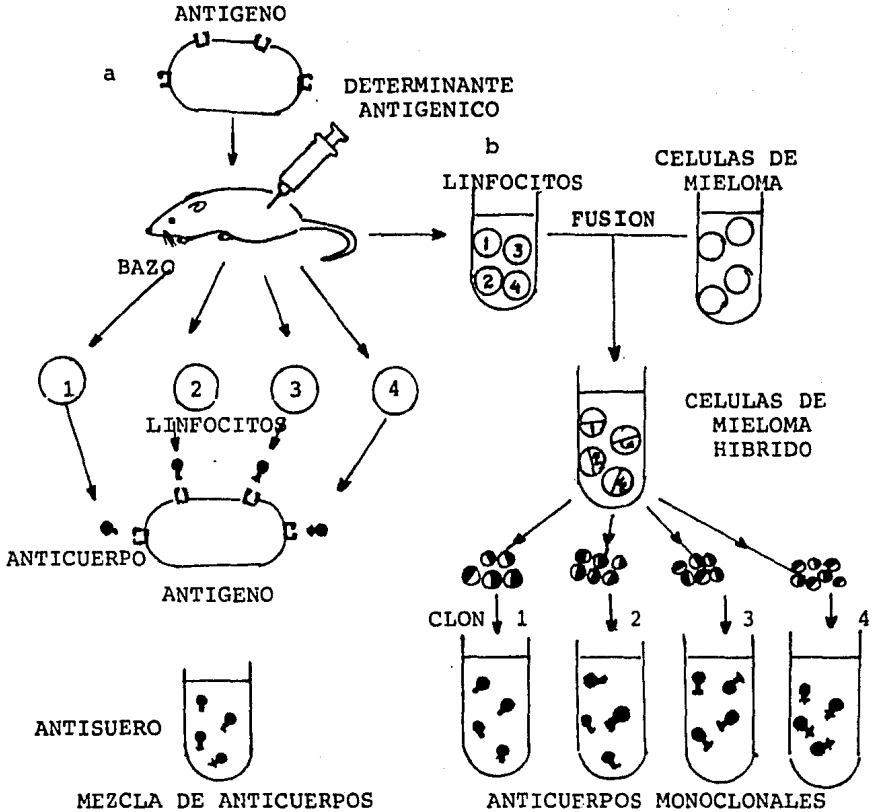 ANTIGENO
a
DETERMINANTE
ANTIGENICO
b
LINFOCITOS
CELULAS DE
MIELOMA
FUSION
1 3
2 4
BAZO
1 2 3 4
LINFOCITOS
CELULAS DE
MIELOMA
HIBRIDO
ANTICUERPO
ANTIGENO
CLON 1 2 3 4
ANTISUERO
MEZCLA DE ANTICUERPOS
ANTICUERPOS MONOCLONALES